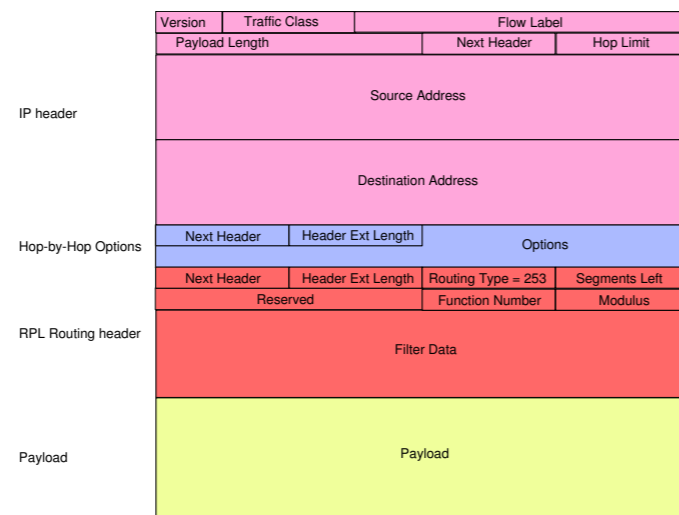 Version Traffic Class Flow Label
Payload Length Next Header Hop Limit
Source Address
IP header
Destination Address
Next Header Header Ext Length
Hop-by-Hop Options Options
Next Header Header Ext Length Routing Type = 253 Segments Left
Reserved Function Number Modulus
RPL Routing header
Filter Data
Payload Payload